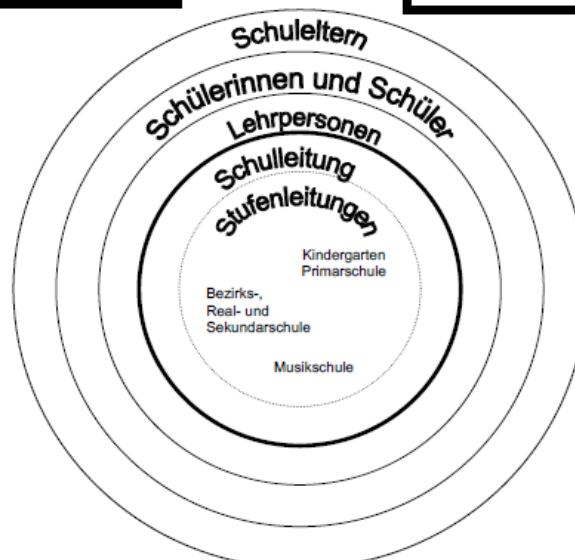 Schuleltern
Schülerinnen und Schüler
Lehrpersonen
Schulleitung
Stufenleitungen
Kindergarten
Primarschule
Bezirks-,
Real- und
Sekundarschule
Musikschule